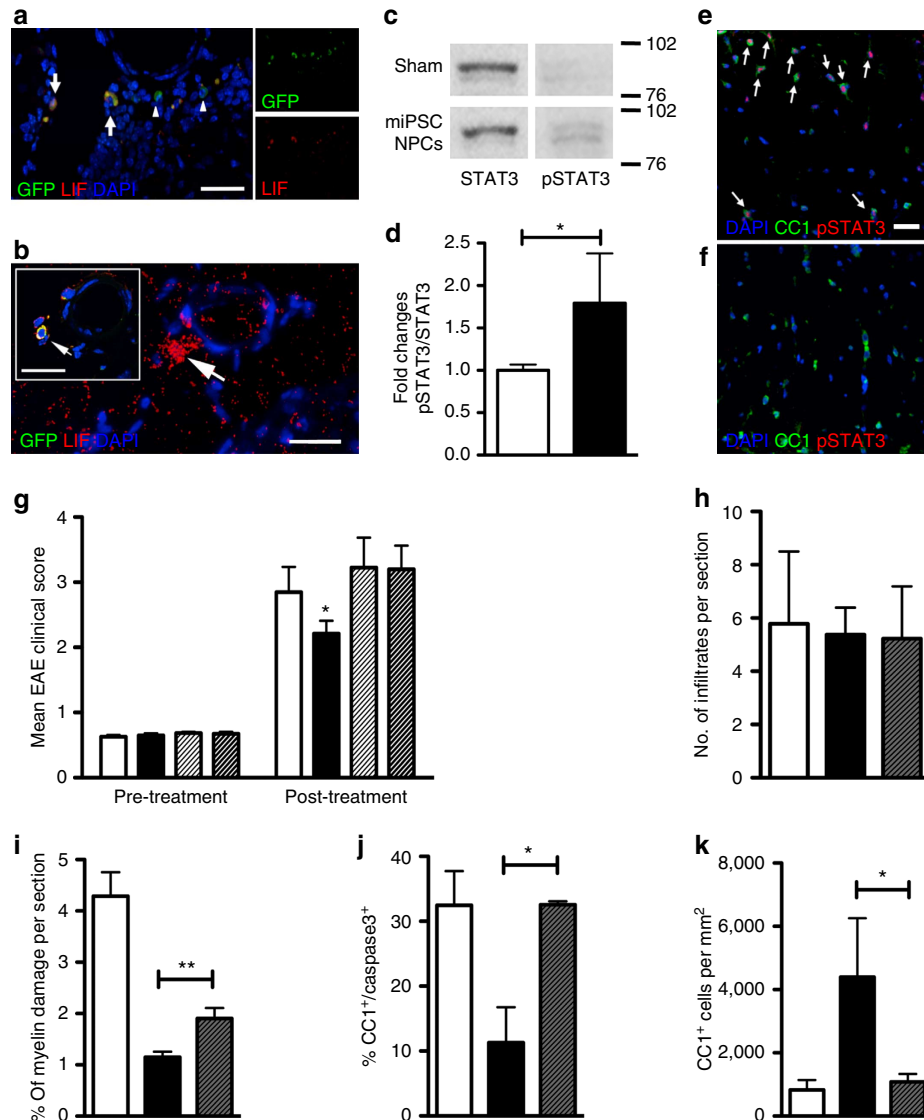 a
GFP
LIF
GFP LIF DAPI
b
GFP LIF DAPI
c
Sham
miPSC
NPCs
102
76
102
76
STAT3 pSTAT3
d
*
Fold changes
pSTAT3/STAT3
2.5
2.0
1.5
1.0
0.5
0.0
e
DAPI CC1 pSTAT3
f
DAPI CC1 pSTAT3
g
Mean EAE clinical score
4
3
2
1
0
*
Pre-treatment Post-treatment
h
No. of infiltrates per section
10
8
6
4
2
0
i
% Of myelin damage per section
5
4
3
2
1
0
**
j
% CC1+/caspase3+
40
30
20
10
0
*
k
CC1+ cells per mm2
8,000
6,000
4,000
2,000
0
*